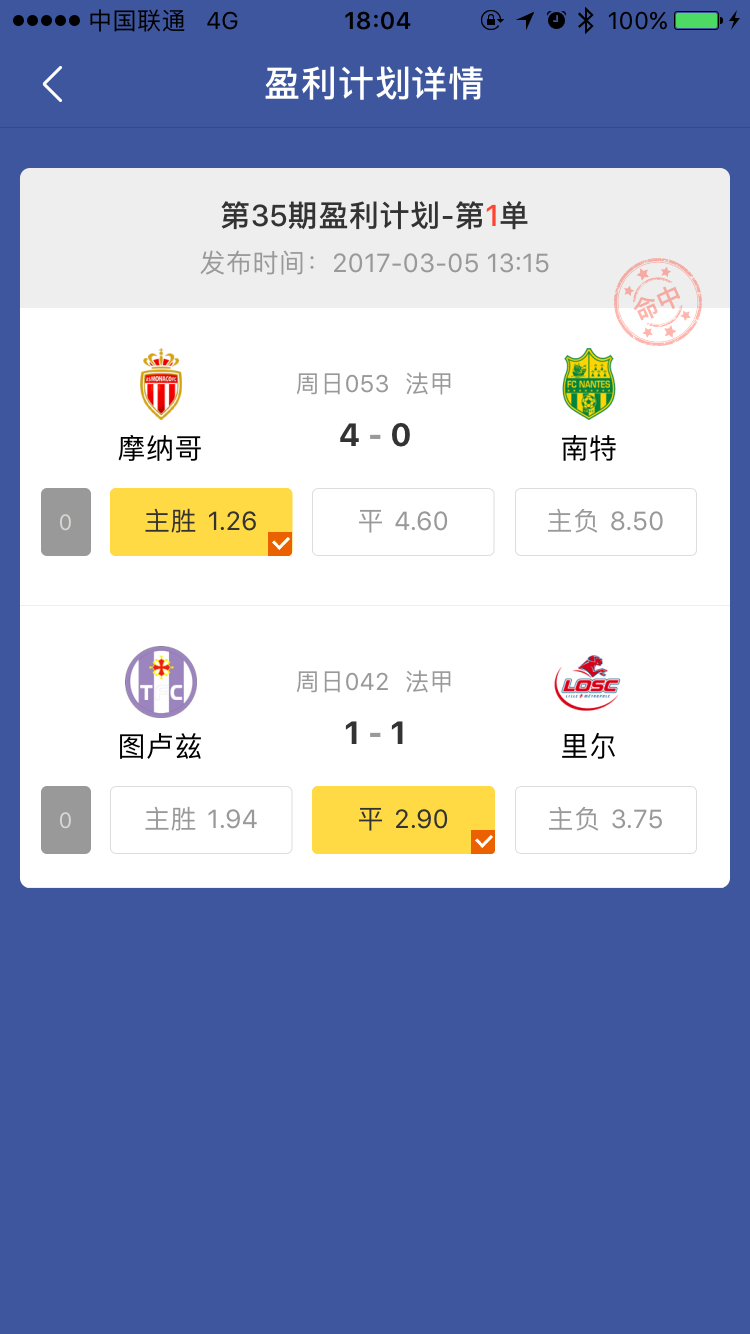 中国联通 4G 18:04 100%
盈利计划详情
第35期盈利计划-第1单
发布时间：2017-03-05 13:15
命中
周日053 法甲
AS MONACO FC
FC NANTES
4 - 0
摩纳哥
南特
0 主胜 1.26 平 4.60 主负 8.50
周日042 法甲
TFC
LOSC
LILLE MÉTROPOLE
1 - 1
图卢兹
里尔
0 主胜 1.94 平 2.90 主负 3.75